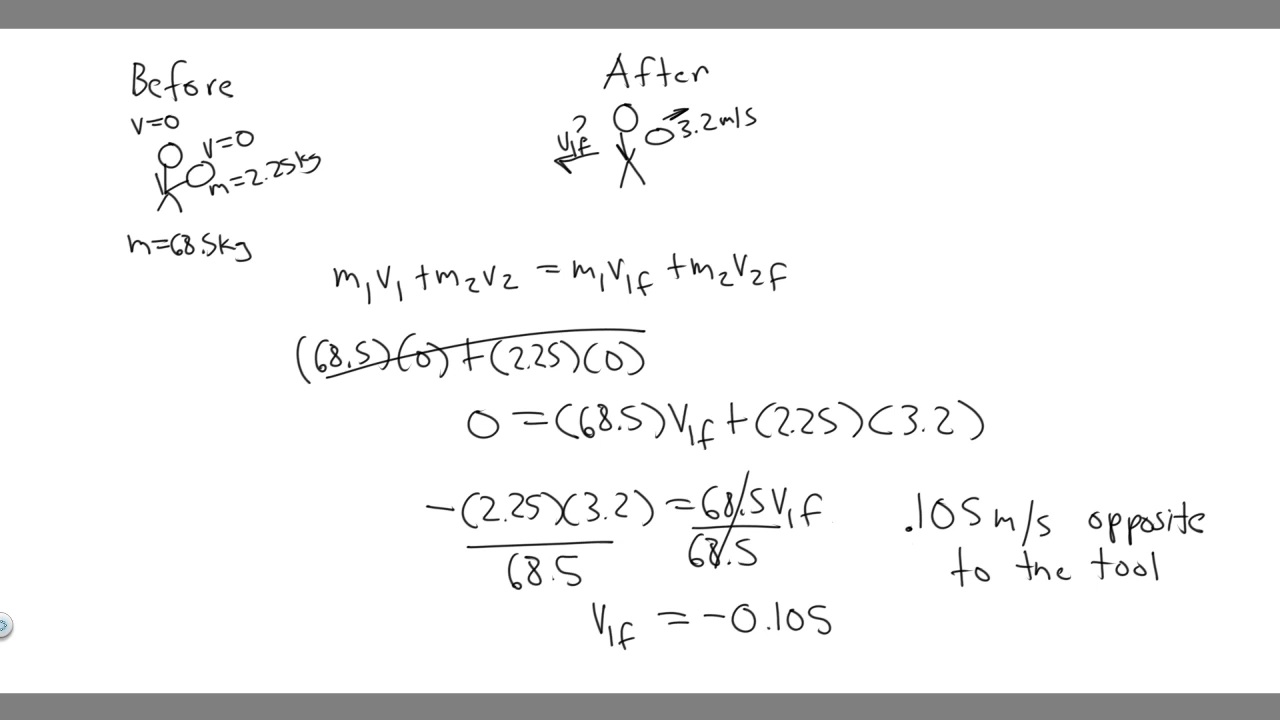 Before
After
v=0
v=0
m=2.25kg
m=68.5kg
V1f?
3.2m/s
m₁v₁+m₂v₂=m₁V₁f+m₂V₂f
(68.5)(0)+(2.25)(0)
0=(68.5)V₁f+(2.25)(3.2)
-(2.25)(3.2)=68.5V₁f
68.5 68.5
V₁f=-0.105
.105m/s opposite
to the tool